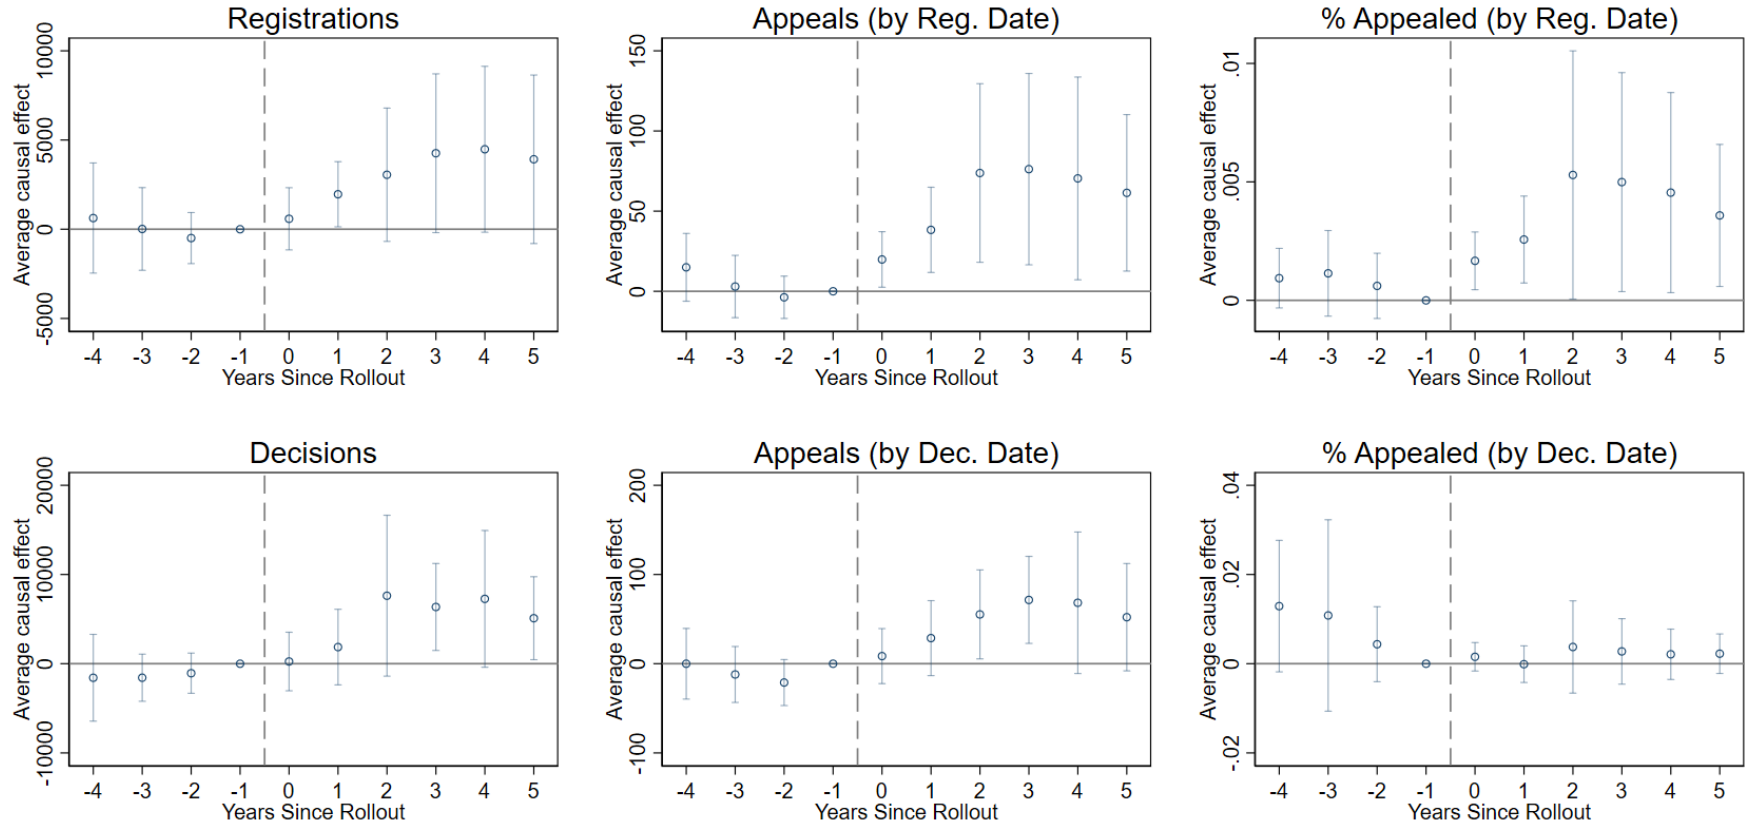 Registrations
Average causal effect
10000
5000
0
-5000
-4 -3 -2 -1 0 1 2 3 4 5
Years Since Rollout
Appeals (by Reg. Date)
Average causal effect
150
100
50
0
-4 -3 -2 -1 0 1 2 3 4 5
Years Since Rollout
% Appealed (by Reg. Date)
Average causal effect
.01
.005
0
-4 -3 -2 -1 0 1 2 3 4 5
Years Since Rollout
Decisions
Average causal effect
20000
10000
0
-10000
-4 -3 -2 -1 0 1 2 3 4 5
Years Since Rollout
Appeals (by Dec. Date)
Average causal effect
200
100
0
-100
-4 -3 -2 -1 0 1 2 3 4 5
Years Since Rollout
% Appealed (by Dec. Date)
Average causal effect
.04
.02
0
-.02
-4 -3 -2 -1 0 1 2 3 4 5
Years Since Rollout